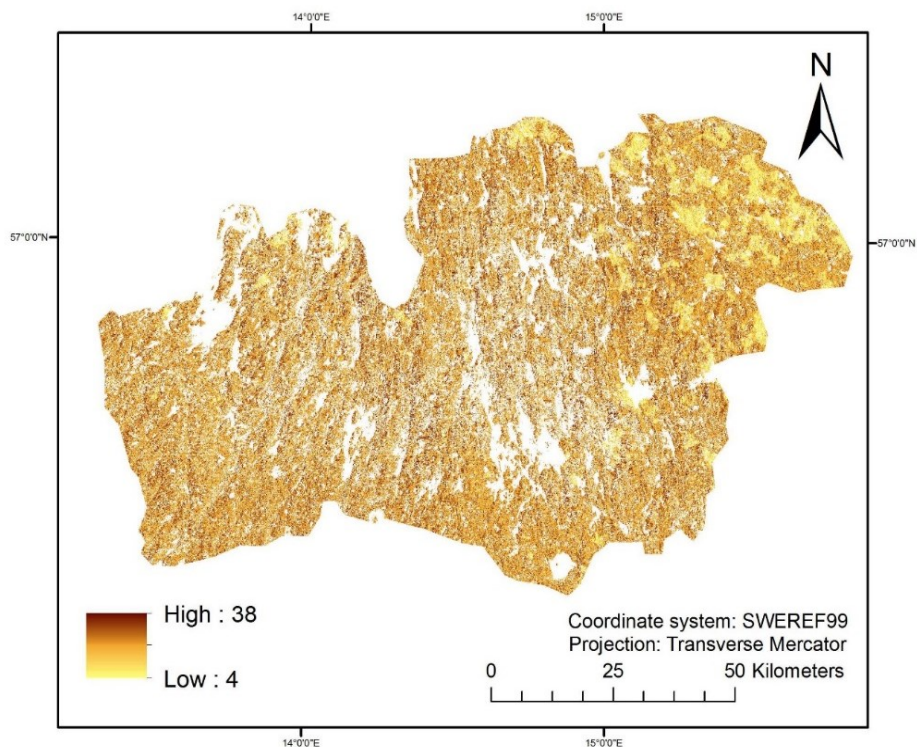 14°0'0"E
15°0'0"E
N
57°0'0"N
57°0'0"N
High : 38
Low : 4
Coordinate system: SWEREF99
Projection: Transverse Mercator
0 25 50 Kilometers
14°0'0"E
15°0'0"E